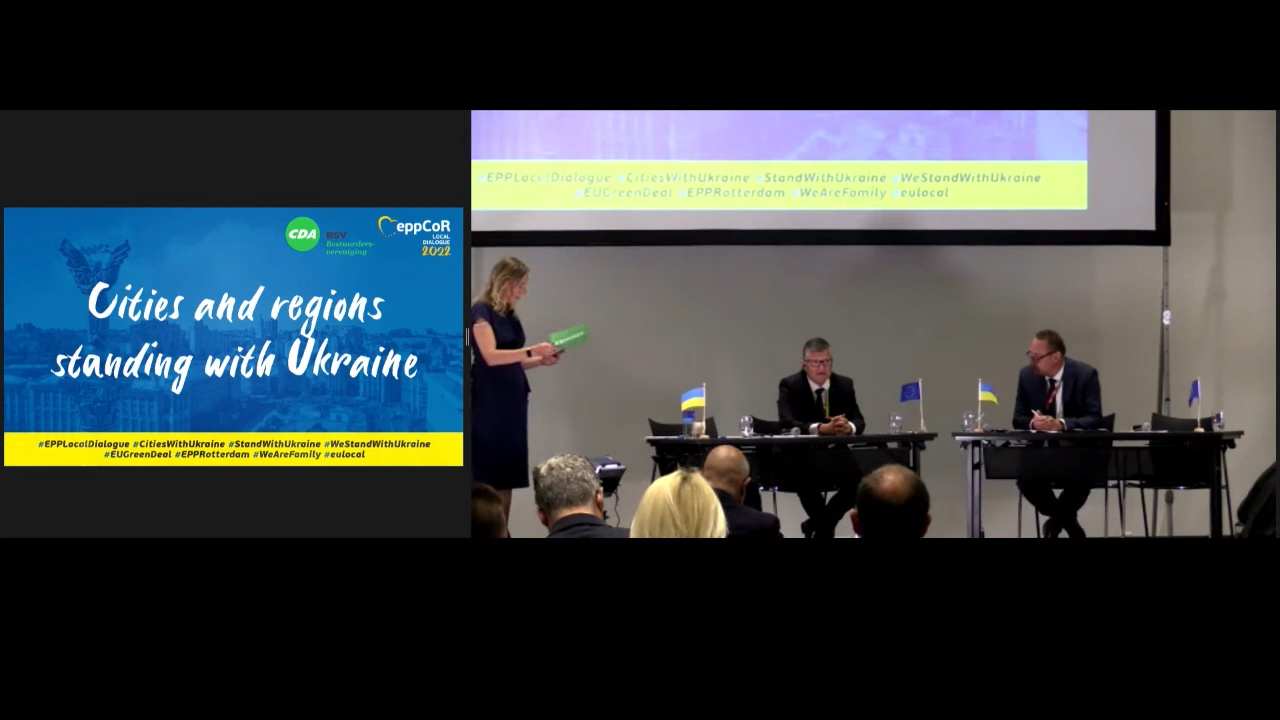 CDA
BSV
Bestuurders-
vereniging
eppCoR
LOCAL
DIALOGUE
2022
Cities and regions
standing with Ukraine
#EPPLocalDialogue #CitiesWithUkraine #StandWithUkraine #WeStandWithUkraine
#EUGreenDeal #EPPRotterdam #WeAreFamily #eulocal
#EPPLocalDialogue #CitiesWithUkraine #StandWithUkraine #WeStandWithUkraine
#EUGreenDeal #EPPRotterdam #WeAreFamily #eulocal